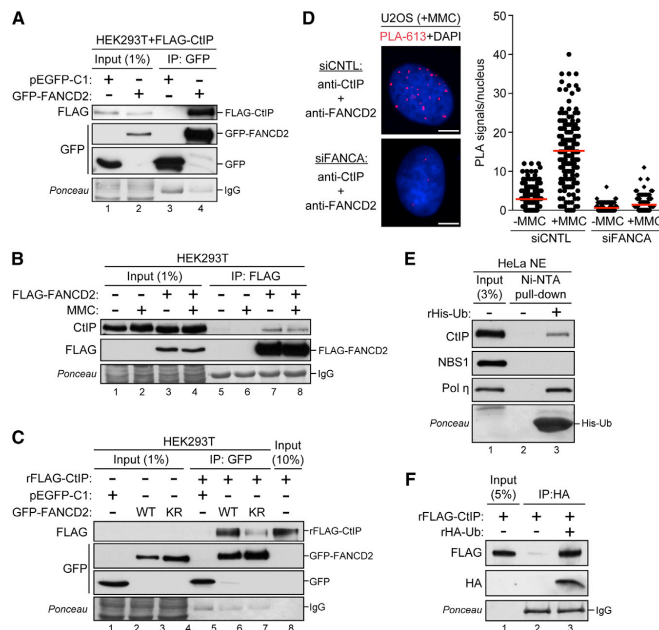 A
HEK293T+FLAG-CtIP
Input (1%) IP: GFP
pEGFP-C1: + - + -
GFP-FANCD2: - + - +
FLAG FLAG-CtIP
GFP-FANCD2
GFP
GFP
Ponceau IgG
1 2 3 4
B
HEK293T
Input (1%) IP: FLAG
FLAG-FANCD2: - - + + - - + +
MMC: - + - + - + - +
CtIP
FLAG FLAG-FANCD2
Ponceau IgG
1 2 3 4 5 6 7 8
C
HEK293T
Input (1%) IP: GFP Input (10%)
rFLAG-CtIP: - - - - + + + +
pEGFP-C1: + - - - + - - -
GFP-FANCD2: - WT KR - WT KR -
FLAG rFLAG-CtIP
GFP-FANCD2
GFP
GFP
Ponceau IgG
1 2 3 4 5 6 7 8
D
U2OS (+MMC)
PLA-613+DAPI
siCNTL:
anti-CtIP
+
anti-FANCD2
siFANCA:
anti-CtIP
+
anti-FANCD2
PLA signals/nucleus
50
40
30
20
10
0
-MMC +MMC -MMC +MMC
siCNTL siFANCA
E
HeLa NE
Input (3%) Ni-NTA pull-down
rHis-Ub: - - +
CtIP
NBS1
Pol η
Ponceau His-Ub
1 2 3
F
Input (5%) IP:HA
rFLAG-CtIP: + + +
rHA-Ub: - - +
FLAG
HA
Ponceau IgG
1 2 3